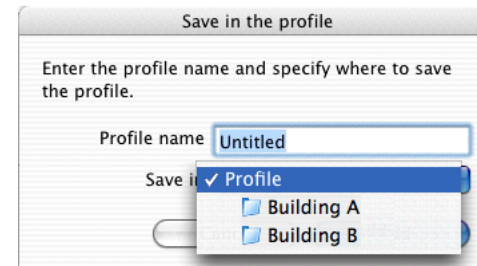 Save in the profile
Enter the profile name and specify where to save
the profile.
Profile name Untitled
Save i ✓ Profile
Building A
Building B